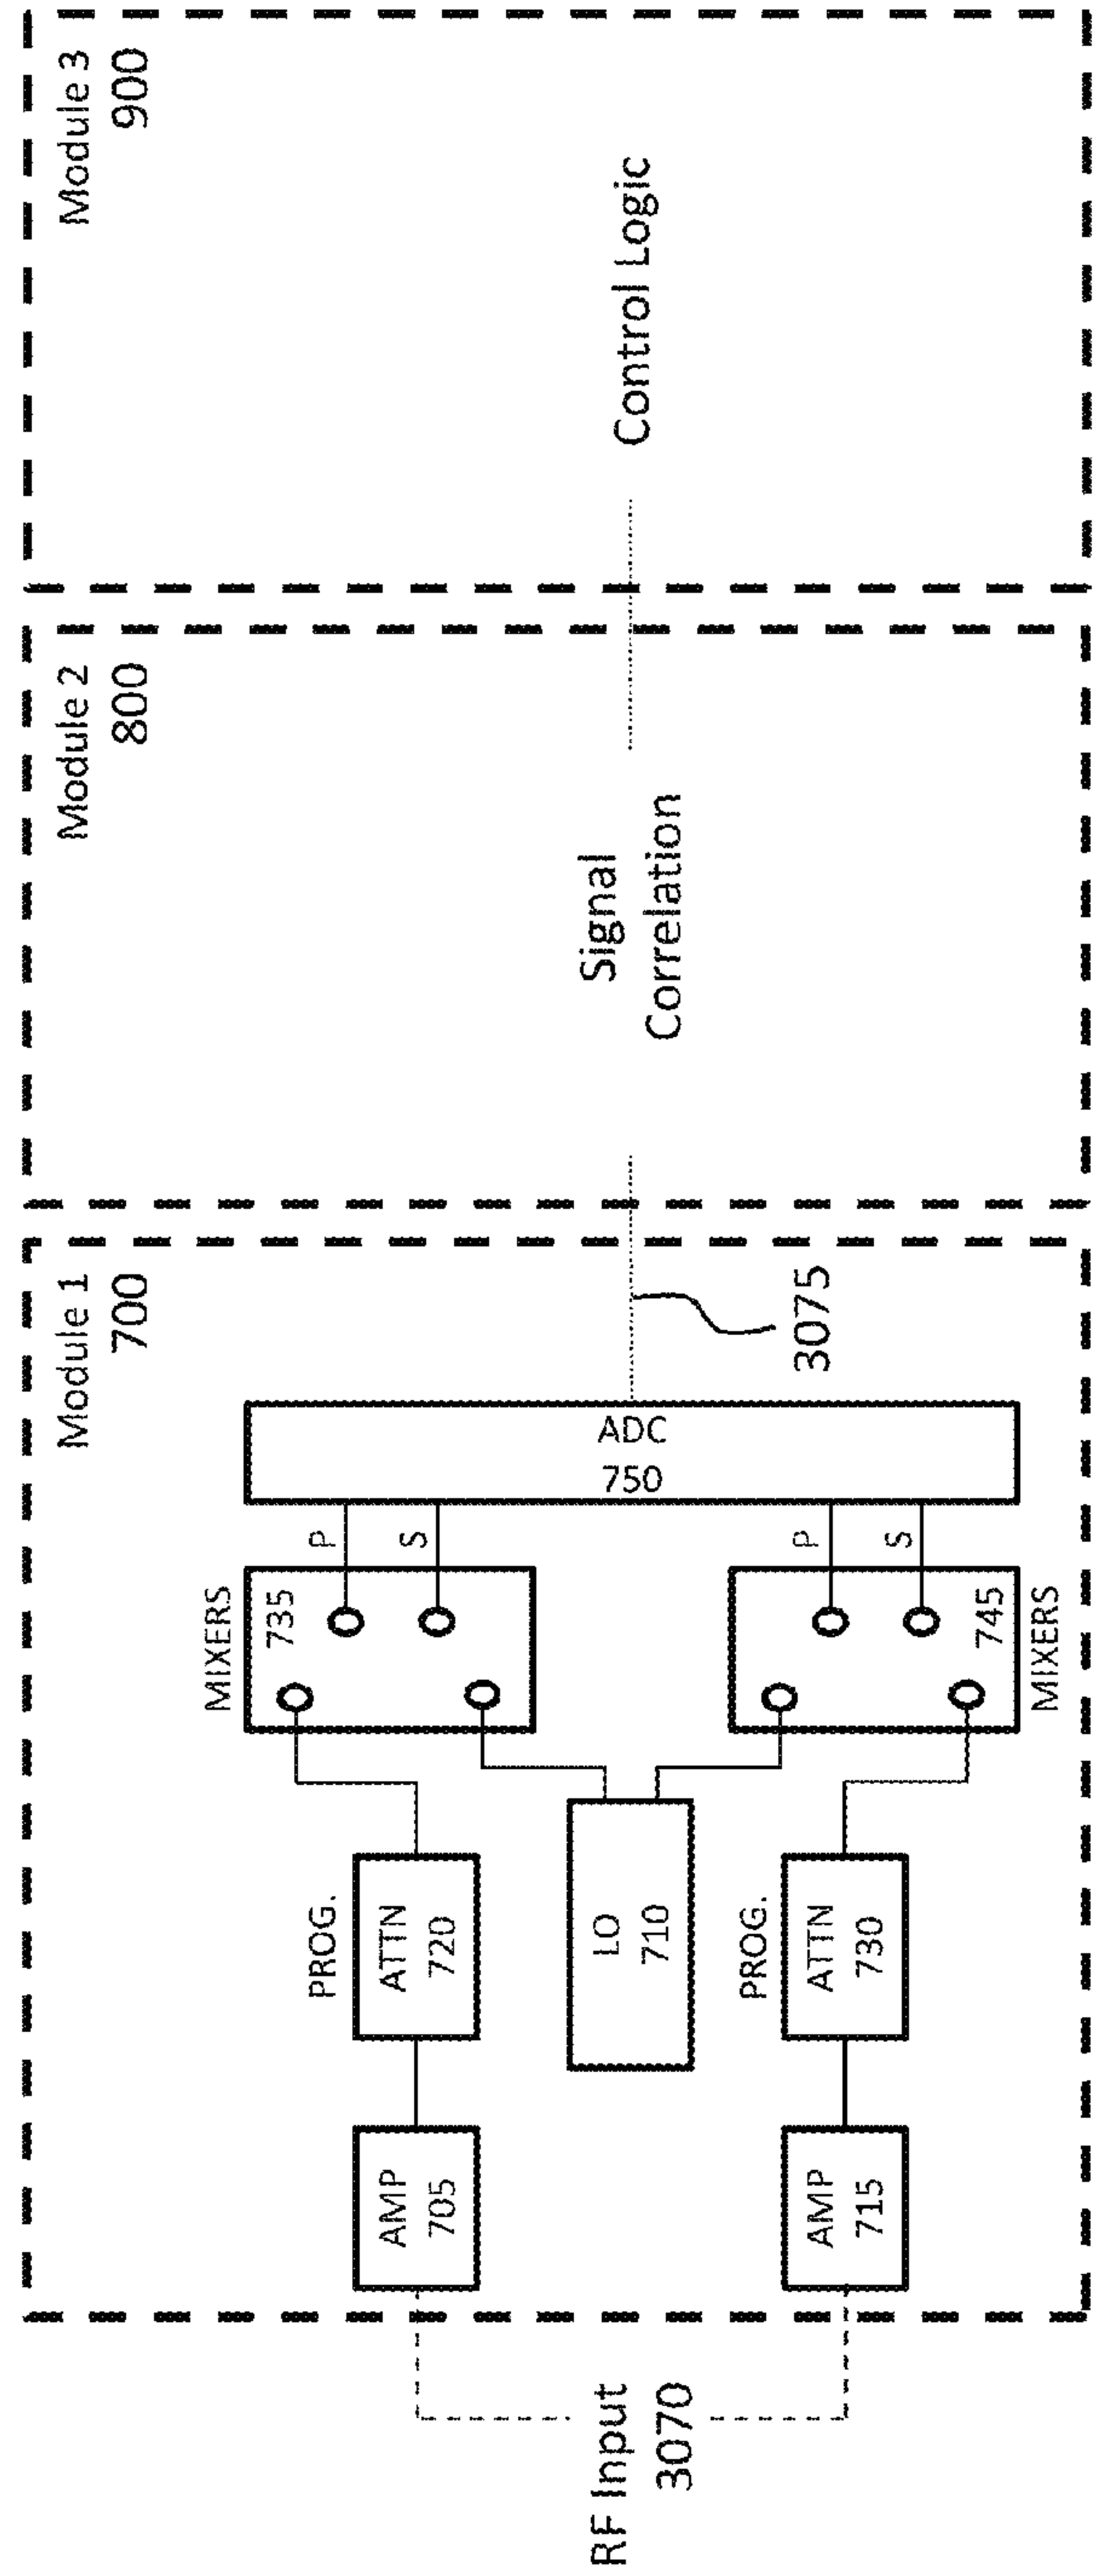 Module 1
700
Module 2
800
Module 3
900
RF Input
3070
AMP
705
PROG.
ATTN
720
LO
710
AMP
715
PROG.
ATTN
730
MIXERS
735
P
S
745
MIXERS
P
S
ADC
750
3075
Signal
Correlation
Control Logic